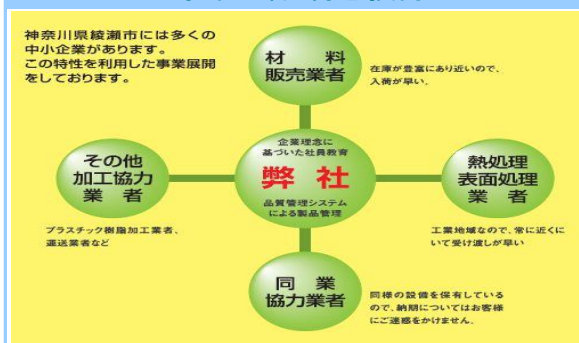 神奈川県綾瀬市には多くの
中小企業があります。
この特性を利用した事業展開
をしております。
材　料
販売業者
在庫が豊富にあり近いので、
入荷が早い。
企業理念に
基づいた社員教育
弊 社
品質管理システム
による製品管理
その他
加工協力
業　者
プラスチック樹脂加工業者、
運送業者など
熱処理
表面処理
業　者
工業地域なので、常に近くに
いて受け渡しが早い
同　業
協力業者
同様の設備を保有している
ので、納期についてはお客様
にご迷惑をかけません。